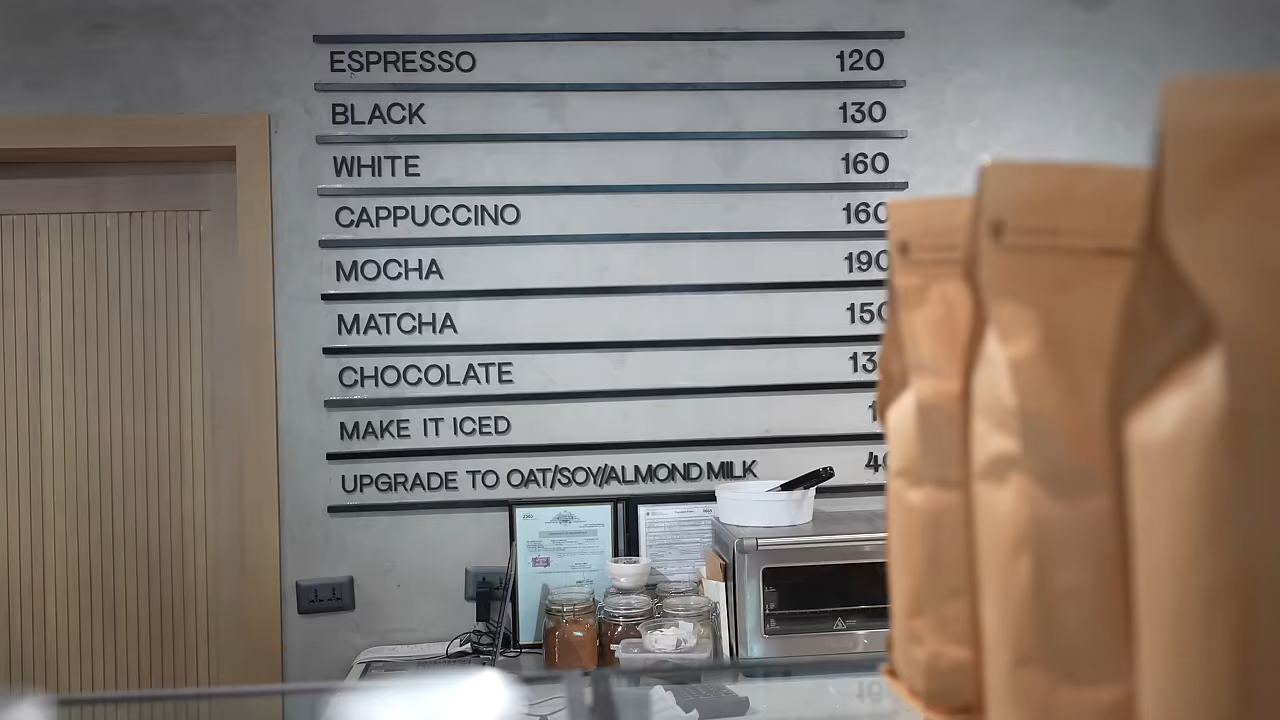 ESPRESSO 120
BLACK 130
WHITE 160
CAPPUCCINO 160
MOCHA 190
MATCHA 150
CHOCOLATE
MAKE IT ICED
UPGRADE TO OAT/SOY/ALMOND MILK